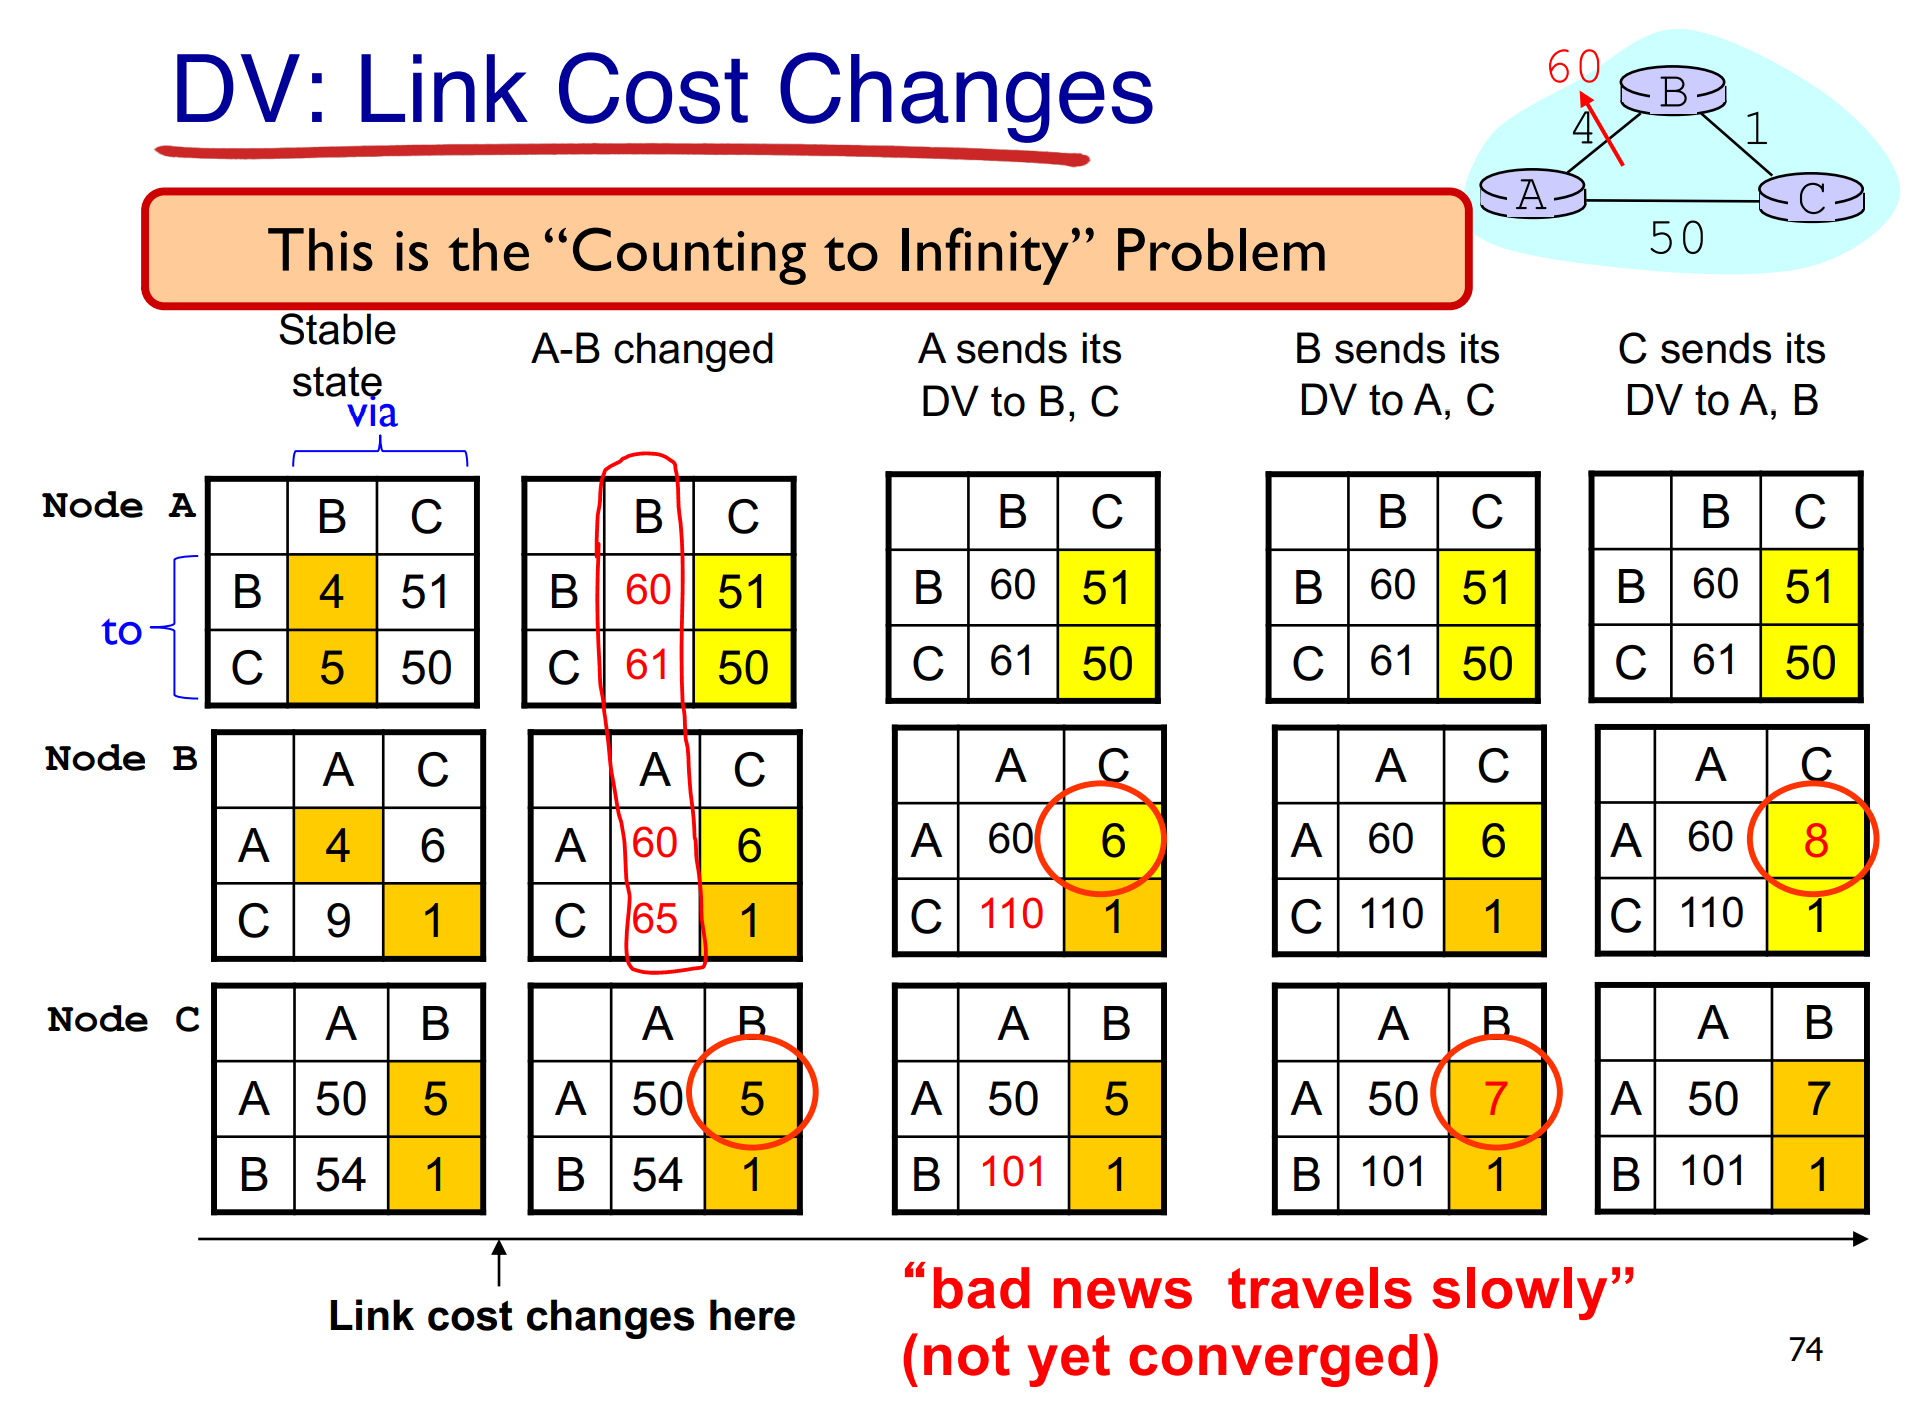 DV: Link Cost Changes
60
B
4
1
A
C
50
This is the “Counting to Infinity” Problem
Stable
state
via
A-B changed
A sends its
DV to B, C
B sends its
DV to A, C
C sends its
DV to A, B
Node A
B C
B C
B C
B C
B C
B 4 51
B 60 51
B 60 51
B 60 51
B 60 51
to
C 5 50
C 61 50
C 61 50
C 61 50
C 61 50
Node B
A C
A C
A C
A C
A C
A 4 6
A 60 6
A 60 6
A 60 6
A 60 8
C 9 1
C 65 1
C 110 1
C 110 1
C 110 1
Node C
A B
A B
A B
A B
A B
A 50 5
A 50 5
A 50 5
A 50 7
A 50 7
B 54 1
B 54 1
B 101 1
B 101 1
B 101 1
Link cost changes here
“bad news travels slowly”
(not yet converged)
74